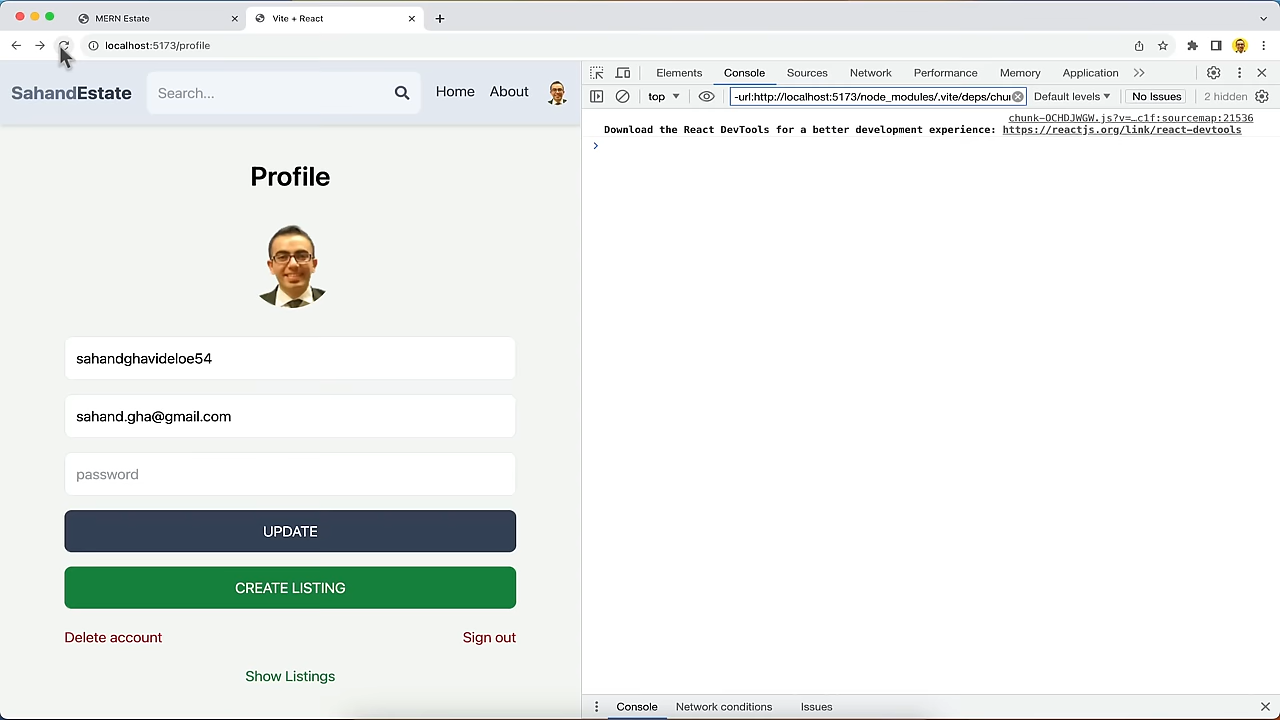 MERN Estate
Vite + React
localhost:5173/profile
SahandEstate
Search...
Home
About
Profile
sahandghavideloe54
sahand.gha@gmail.com
password
UPDATE
CREATE LISTING
Delete account
Sign out
Show Listings
Elements
Console
Sources
Network
Performance
Memory
Application
top
-url:http://localhost:5173/node_modules/.vite/deps/chu
Default levels
No Issues
2 hidden
chunk-OCHDJWGW.js?v=…c1f:sourcemap:21536
Download the React DevTools for a better development experience: https://reactjs.org/link/react-devtools
Console
Network conditions
Issues